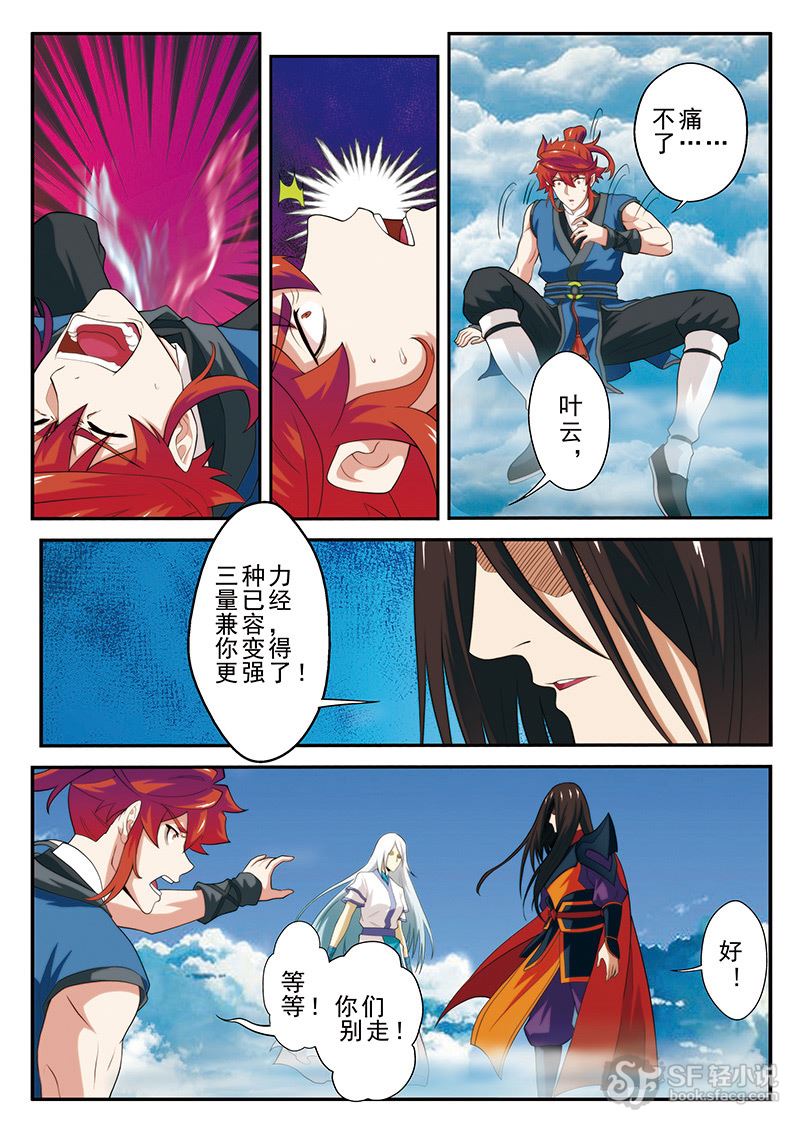 不痛
了……
叶云，
三种力
量已经
兼容，
你变得
更强了！
等
等！
你们
别走！
好！
SF轻小说
book.sfacg.com